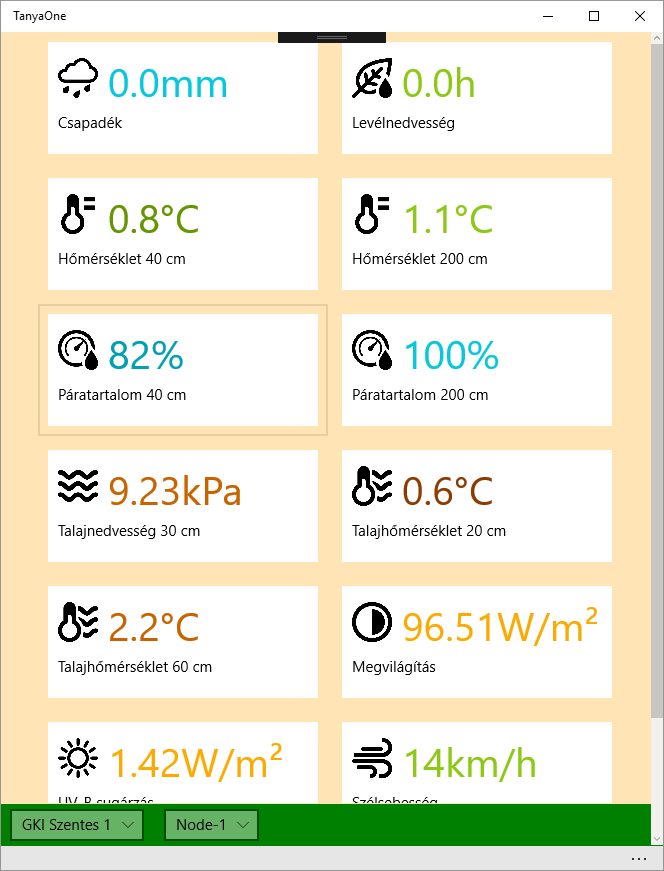 TanyaOne
0.0mm
Csapadék
0.0h
Levélnedvesség
0.8°C
Hőmérséklet 40 cm
1.1°C
Hőmérséklet 200 cm
82%
Páratartalom 40 cm
100%
Páratartalom 200 cm
9.23kPa
Talajnedvesség 30 cm
0.6°C
Talajhőmérséklet 20 cm
2.2°C
Talajhőmérséklet 60 cm
96.51W/m²
Megvilágítás
1.42W/m²
UV-B sugárzás
14km/h
Szélsebesség
GKI Szentes 1
Node-1